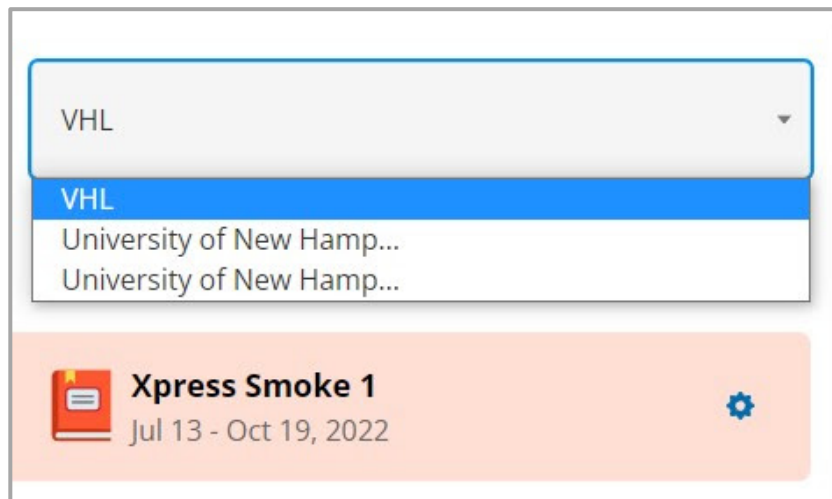 VHL
VHL
University of New Hamp...
University of New Hamp...
Xpress Smoke 1
Jul 13 - Oct 19, 2022